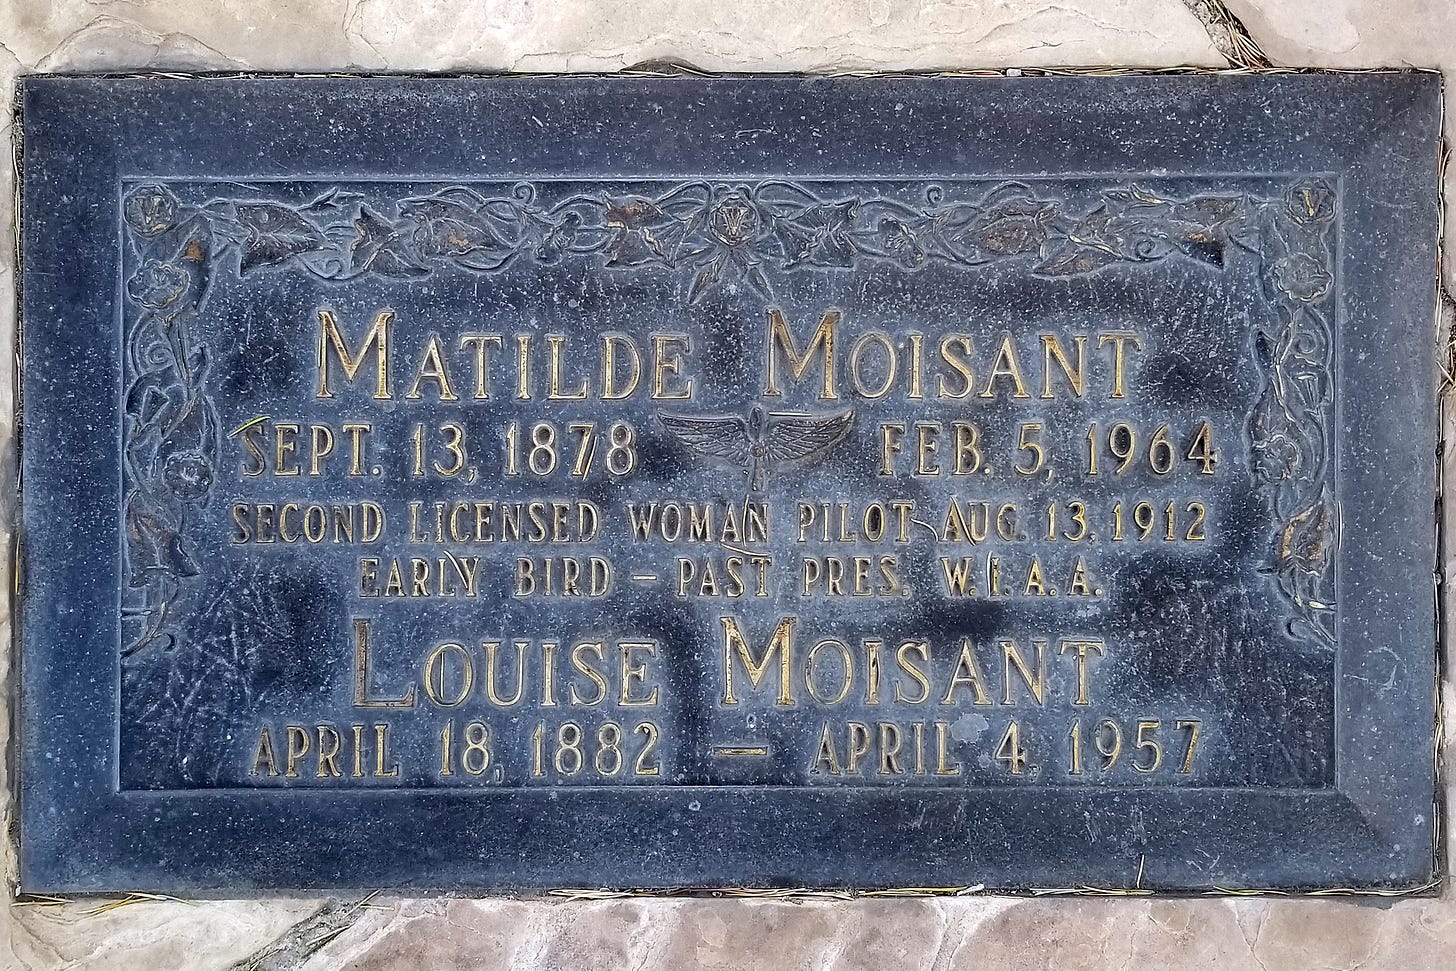 MATILDE MOISANT
SEPT. 13, 1878 FEB. 5, 1964
SECOND LICENSED WOMAN PILOT AUG. 13, 1912
EARLY BIRD – PAST PRES. W.I.A.A.
LOUISE MOISANT
APRIL 18, 1882 – APRIL 4, 1957